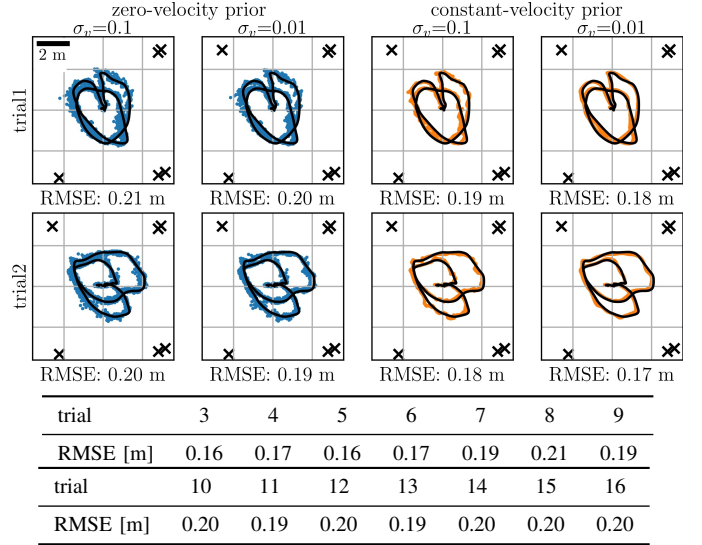 zero-velocity prior constant-velocity prior
σ_v=0.1 σ_v=0.01 σ_v=0.1 σ_v=0.01
2 m
trial1
RMSE: 0.21 m RMSE: 0.20 m RMSE: 0.19 m RMSE: 0.18 m
trial2
RMSE: 0.20 m RMSE: 0.19 m RMSE: 0.18 m RMSE: 0.17 m
trial 3 4 5 6 7 8 9
RMSE [m] 0.16 0.17 0.16 0.17 0.19 0.21 0.19
trial 10 11 12 13 14 15 16
RMSE [m] 0.20 0.19 0.20 0.19 0.20 0.20 0.20